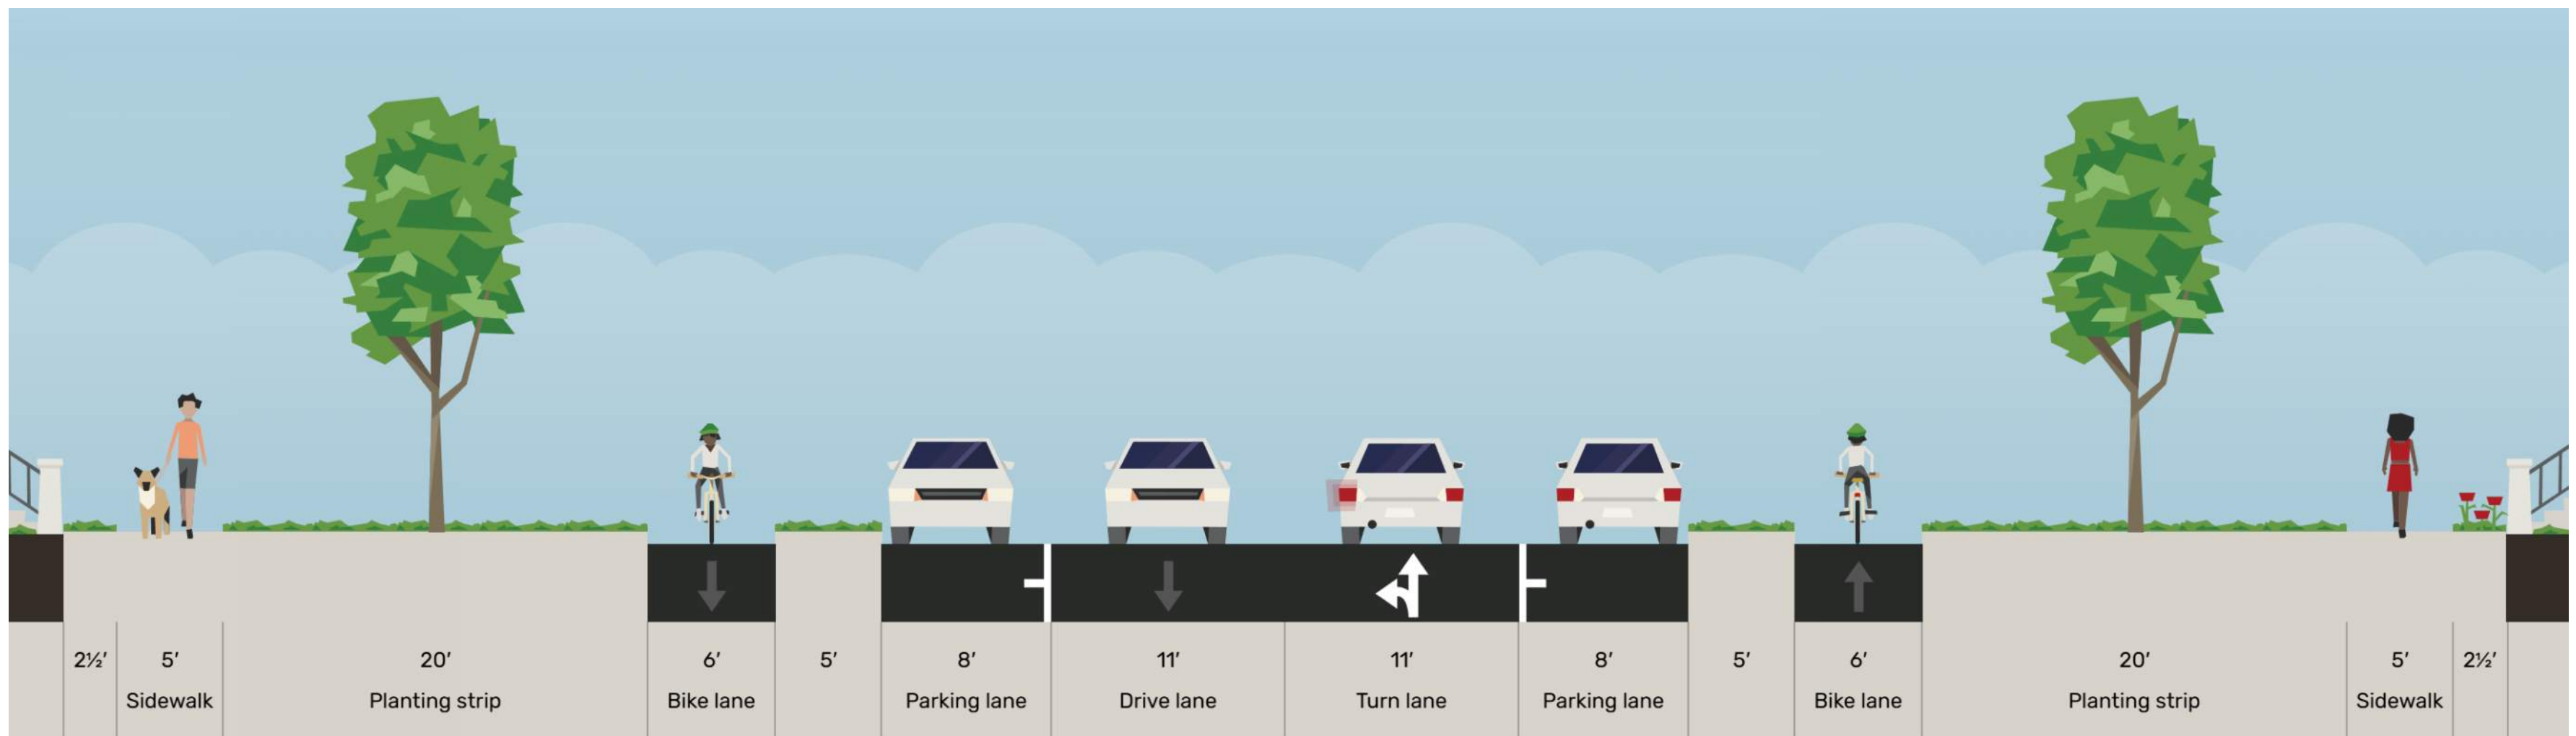 2½′ 5′ 20′ 6′ 5′ 8′ 11′ 11′ 8′ 5′ 6′ 20′ 5′ 2½′
Sidewalk Planting strip Bike lane Parking lane Drive lane Turn lane Parking lane Bike lane Planting strip Sidewalk